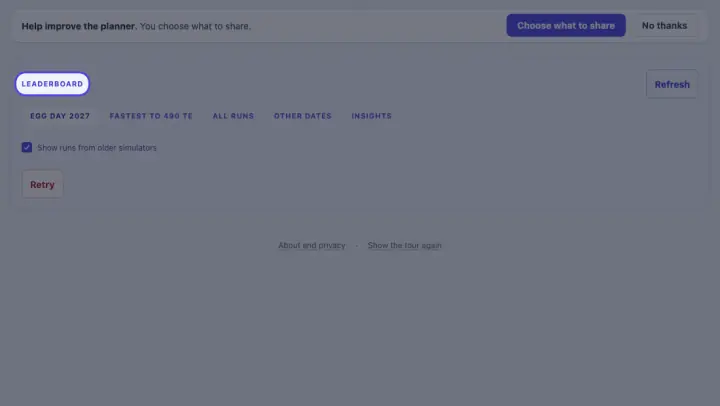 Help improve the planner. You choose what to share.
Choose what to share
No thanks
LEADERBOARD
Refresh
EGG DAY 2027
FASTEST TO 490 TE
ALL RUNS
OTHER DATES
INSIGHTS
Show runs from older simulators
Retry
About and privacy · Show the tour again